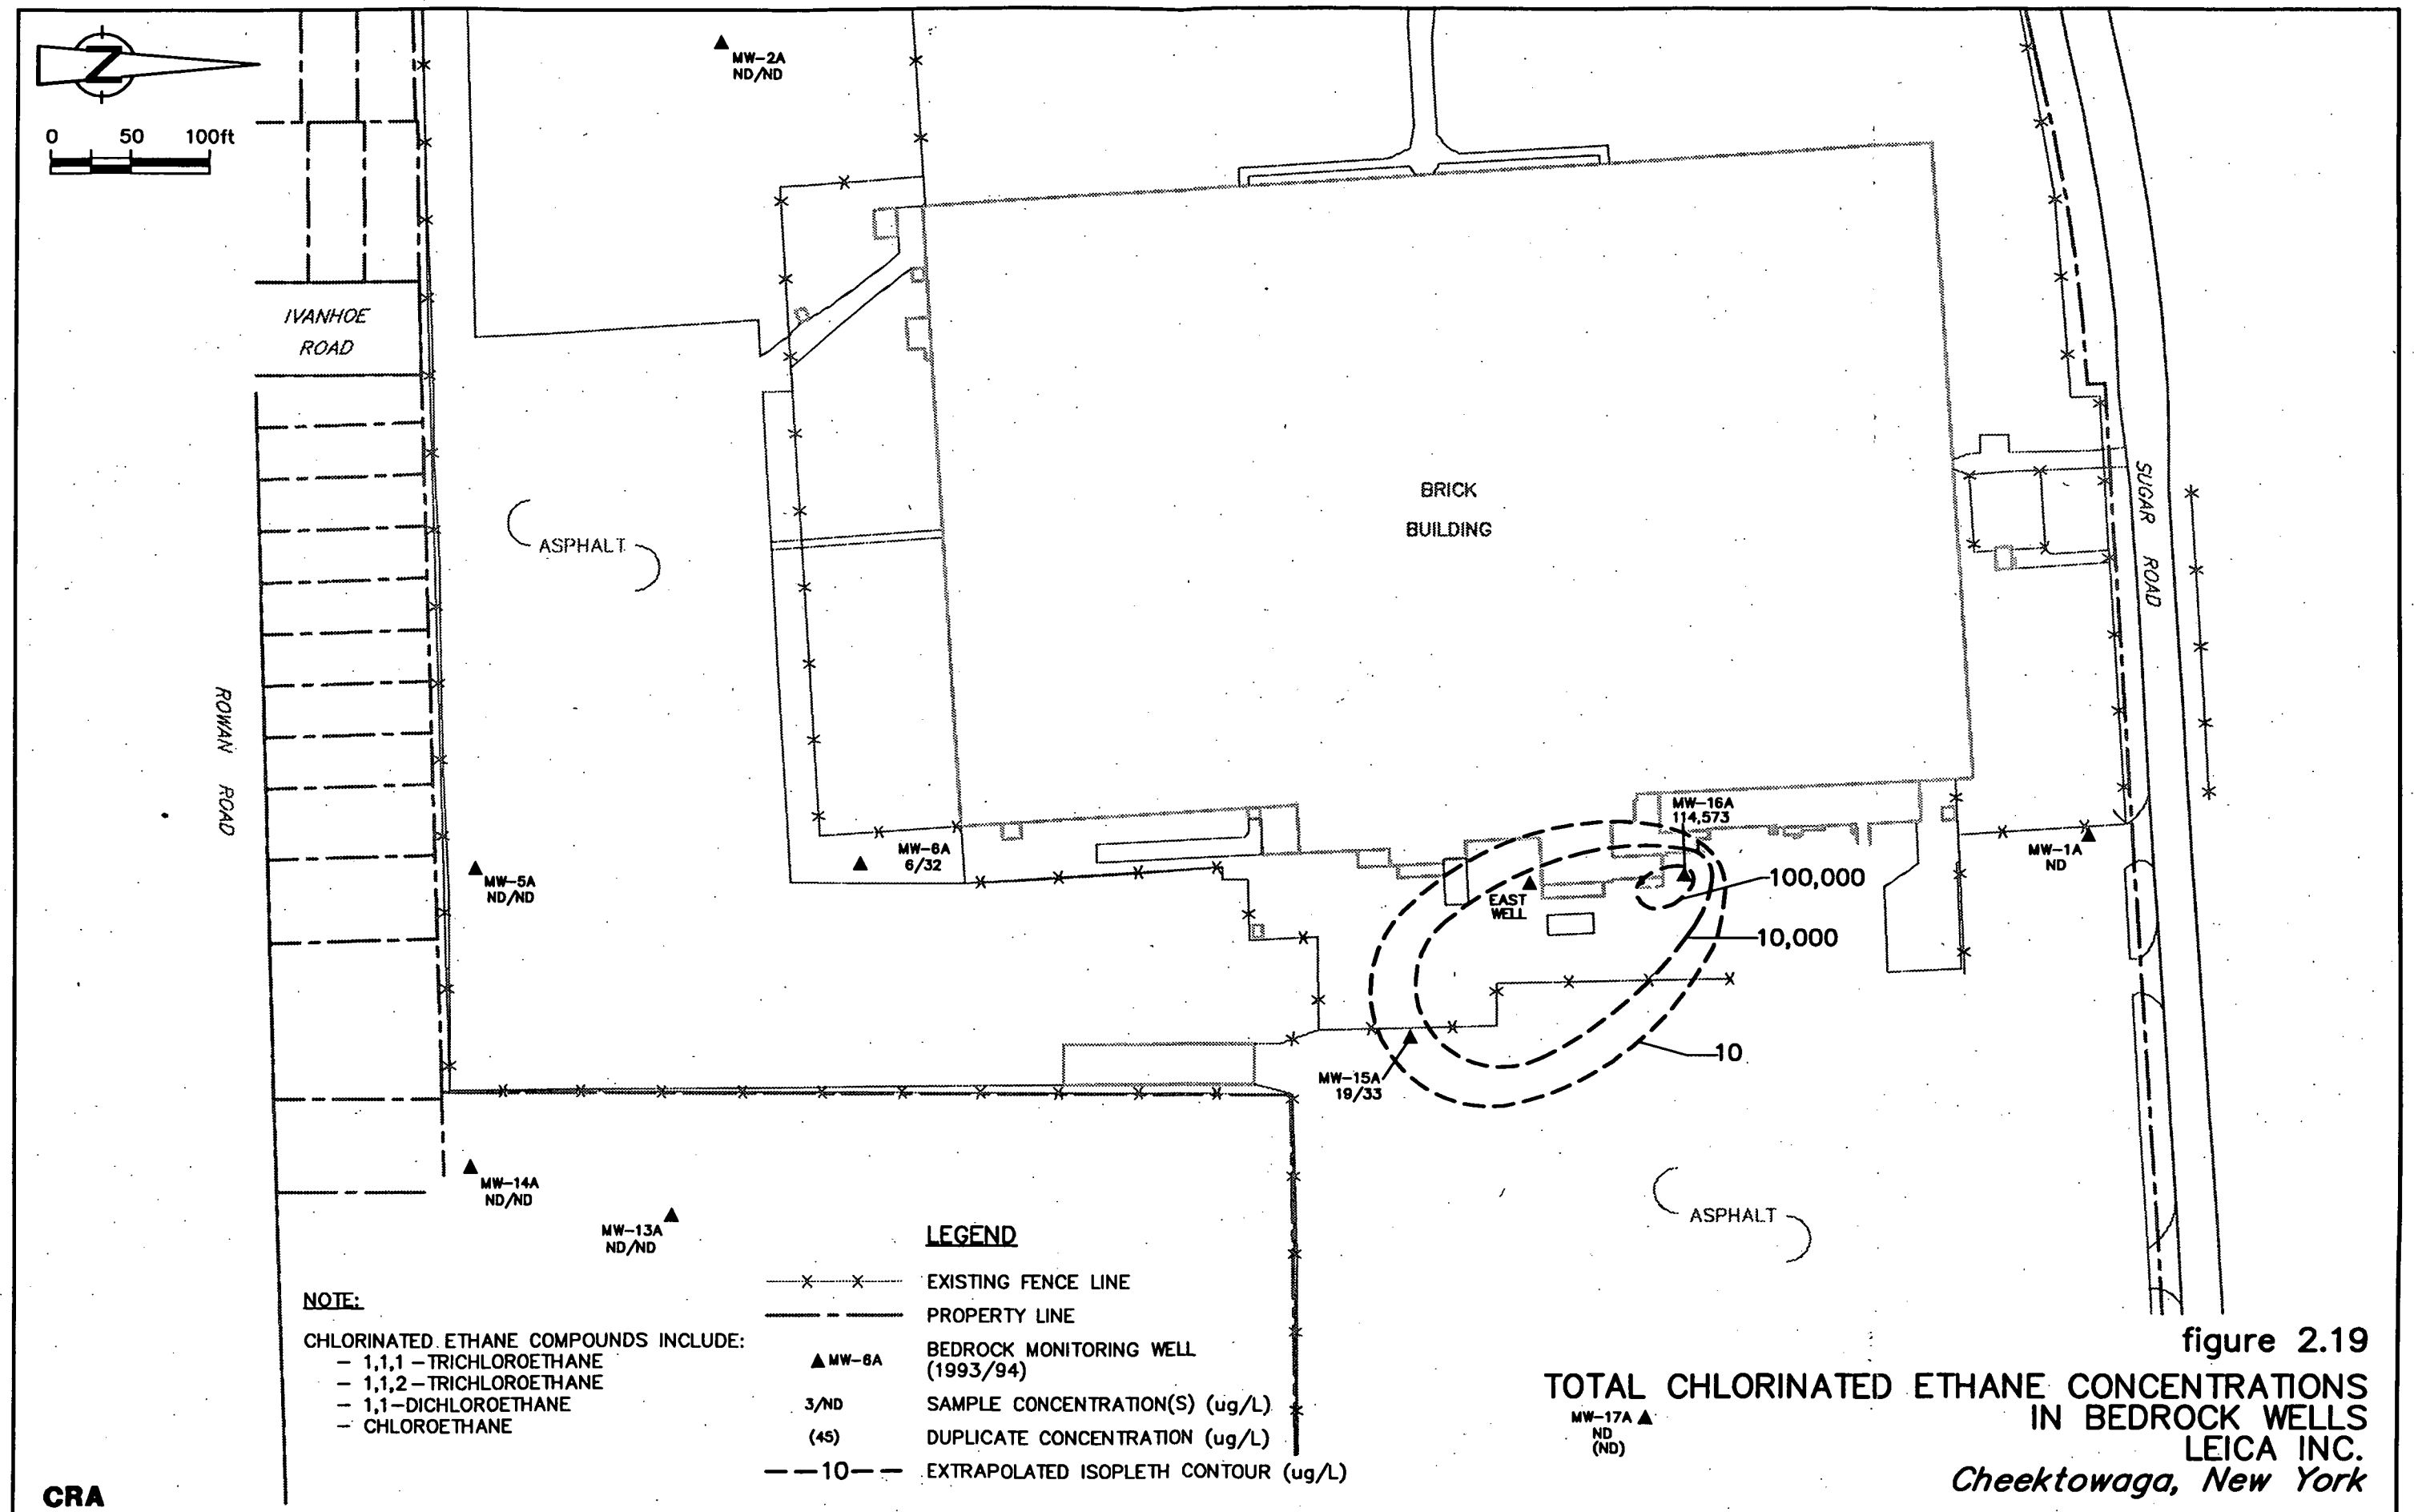 N
0 50 100ft
MW-2A
ND/ND
IVANHOE
ROAD
ASPHALT
BRICK
BUILDING
SUGAR ROAD
ROWAN ROAD
MW-16A
114,573
MW-1A
ND
MW-6A
6/32
MW-5A
ND/ND
EAST
WELL
100,000
10,000
10
MW-15A
19/33
MW-14A
ND/ND
MW-13A
ND/ND
ASPHALT
LEGEND
EXISTING FENCE LINE
PROPERTY LINE
MW-6A BEDROCK MONITORING WELL
(1993/94)
3/ND SAMPLE CONCENTRATION(S) (ug/L)
(45) DUPLICATE CONCENTRATION (ug/L)
10 EXTRAPOLATED ISOPLETH CONTOUR (ug/L)
NOTE:
CHLORINATED ETHANE COMPOUNDS INCLUDE:
- 1,1,1-TRICHLOROETHANE
- 1,1,2-TRICHLOROETHANE
- 1,1-DICHLOROETHANE
- CHLOROETHANE
MW-17A
ND
(ND)
figure 2.19
TOTAL CHLORINATED ETHANE CONCENTRATIONS
IN BEDROCK WELLS
LEICA INC.
Cheektowaga, New York
CRA